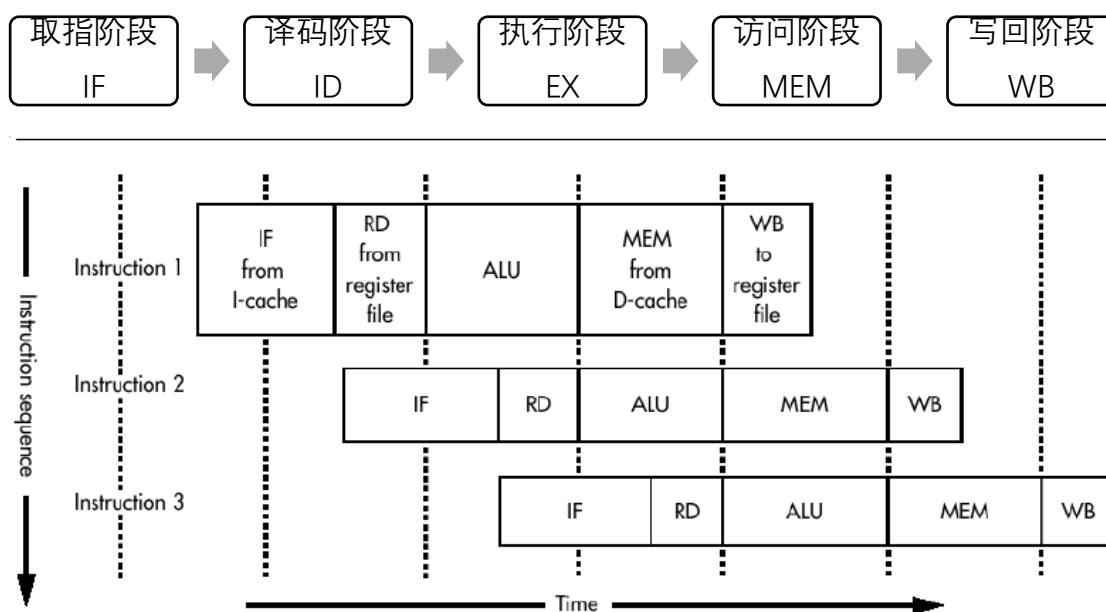 取指阶段
IF
译码阶段
ID
执行阶段
EX
访问阶段
MEM
写回阶段
WB
Instruction sequence
Instruction 1
IF
from
I-cache
RD
from
register
file
ALU
MEM
from
D-cache
WB
to
register
file
Instruction 2
IF
RD
ALU
MEM
WB
Instruction 3
IF
RD
ALU
MEM
WB
Time